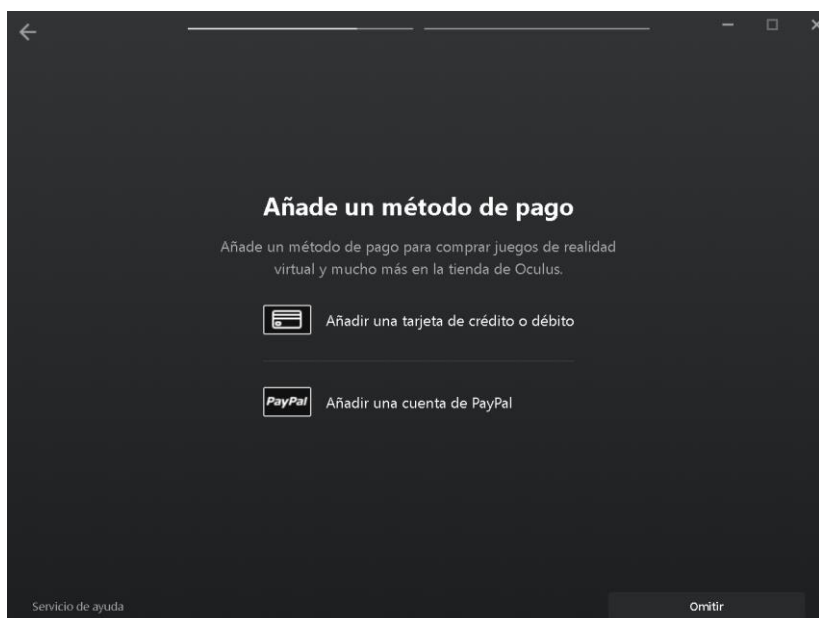 Añade un método de pago
Añade un método de pago para comprar juegos de realidad
virtual y mucho más en la tienda de Oculus.
Añadir una tarjeta de crédito o débito
PayPal Añadir una cuenta de PayPal
Servicio de ayuda
Omitir